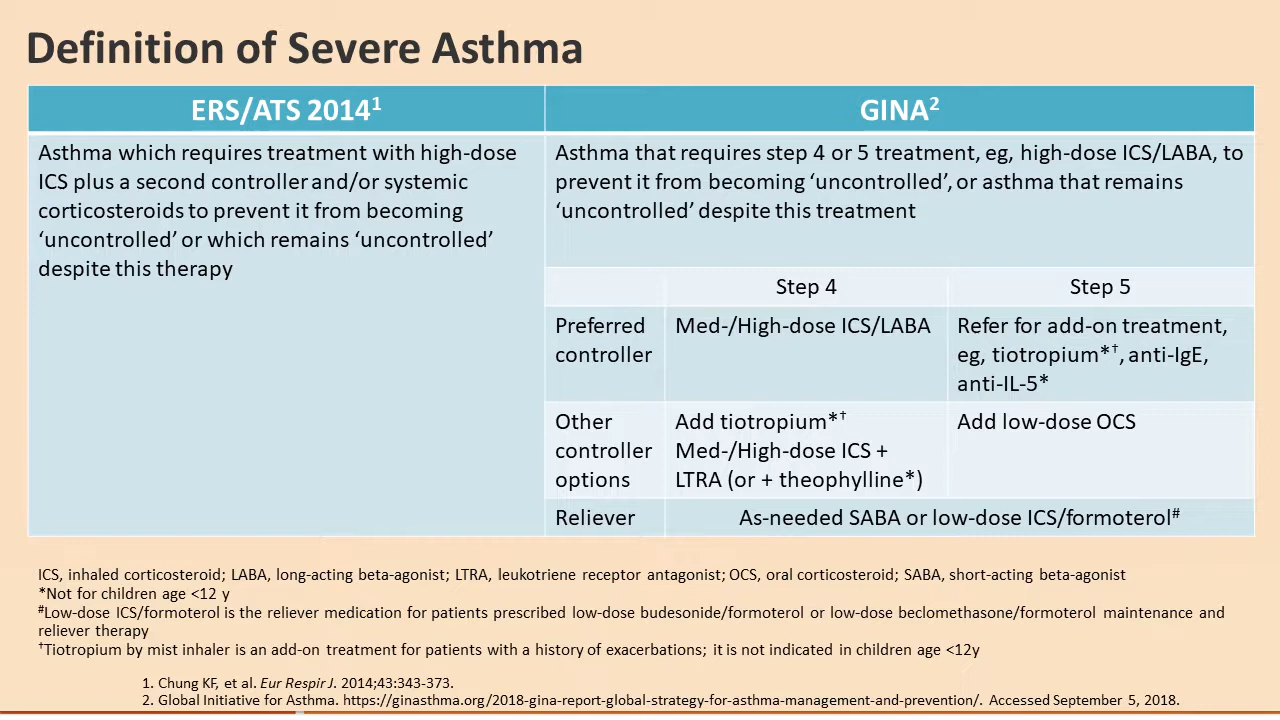 Definition of Severe Asthma
ERS/ATS 2014¹
GINA²
Asthma which requires treatment with high-dose
ICS plus a second controller and/or systemic
corticosteroids to prevent it from becoming
‘uncontrolled’ or which remains ‘uncontrolled’
despite this therapy
Asthma that requires step 4 or 5 treatment, eg, high-dose ICS/LABA, to
prevent it from becoming ‘uncontrolled’, or asthma that remains
‘uncontrolled’ despite this treatment
Step 4
Step 5
Preferred
controller
Med-/High-dose ICS/LABA
Refer for add-on treatment,
eg, tiotropium*†, anti-IgE,
anti-IL-5*
Other
controller
options
Add tiotropium*†
Med-/High-dose ICS +
LTRA (or + theophylline*)
Add low-dose OCS
Reliever
As-needed SABA or low-dose ICS/formoterol#
ICS, inhaled corticosteroid; LABA, long-acting beta-agonist; LTRA, leukotriene receptor antagonist; OCS, oral corticosteroid; SABA, short-acting beta-agonist
*Not for children age <12 y
#Low-dose ICS/formoterol is the reliever medication for patients prescribed low-dose budesonide/formoterol or low-dose beclomethasone/formoterol maintenance and
reliever therapy
†Tiotropium by mist inhaler is an add-on treatment for patients with a history of exacerbations; it is not indicated in children age <12y
1. Chung KF, et al. Eur Respir J. 2014;43:343-373.
2. Global Initiative for Asthma. https://ginasthma.org/2018-gina-report-global-strategy-for-asthma-management-and-prevention/. Accessed September 5, 2018.